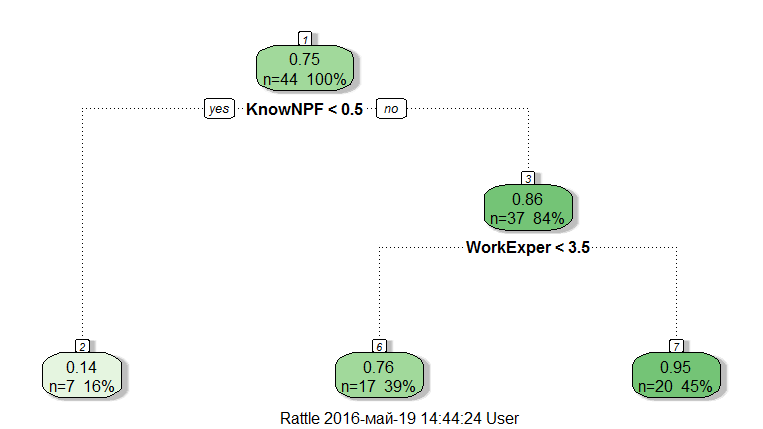 1
0.75
n=44 100%
yes KnowNPF < 0.5 no
3
0.86
n=37 84%
WorkExper < 3.5
2
0.14
n=7 16%
6
0.76
n=17 39%
7
0.95
n=20 45%
Rattle 2016-май-19 14:44:24 User